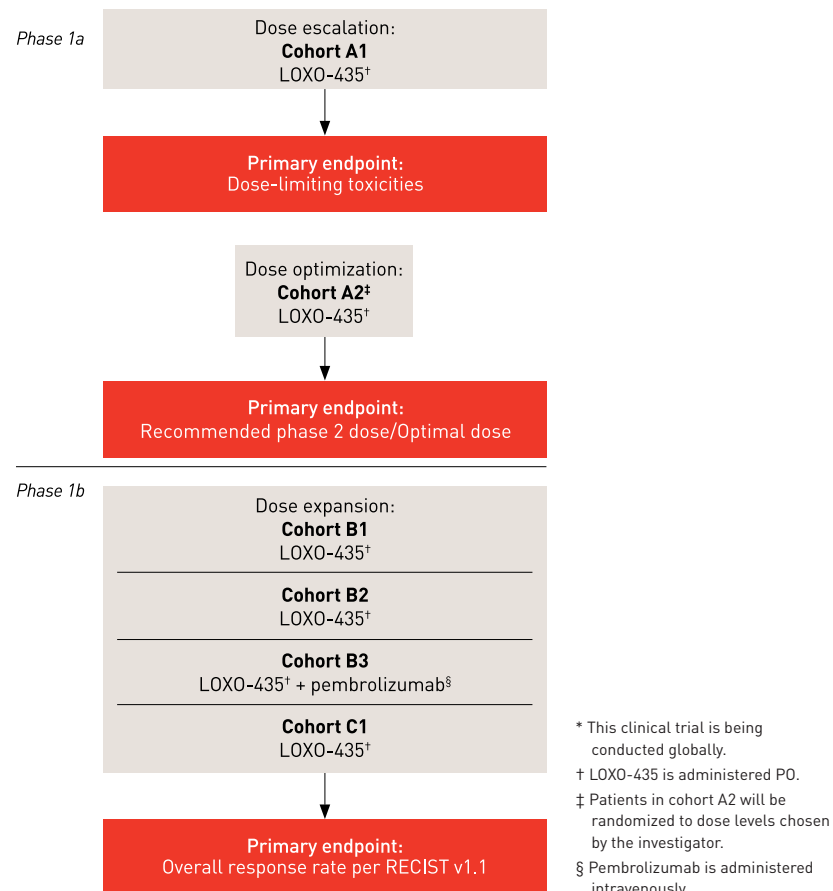 Phase 1a
Dose escalation:
Cohort A1
LOXO-435†
Primary endpoint:
Dose-limiting toxicities
Dose optimization:
Cohort A2‡
LOXO-435†
Primary endpoint:
Recommended phase 2 dose/Optimal dose
Phase 1b
Dose expansion:
Cohort B1
LOXO-435†
Cohort B2
LOXO-435†
Cohort B3
LOXO-435† + pembrolizumab§
Cohort C1
LOXO-435†
Primary endpoint:
Overall response rate per RECIST v1.1
* This clinical trial is being
conducted globally.
† LOXO-435 is administered PO.
‡ Patients in cohort A2 will be
randomized to dose levels chosen
by the investigator.
§ Pembrolizumab is administered
intravenously.